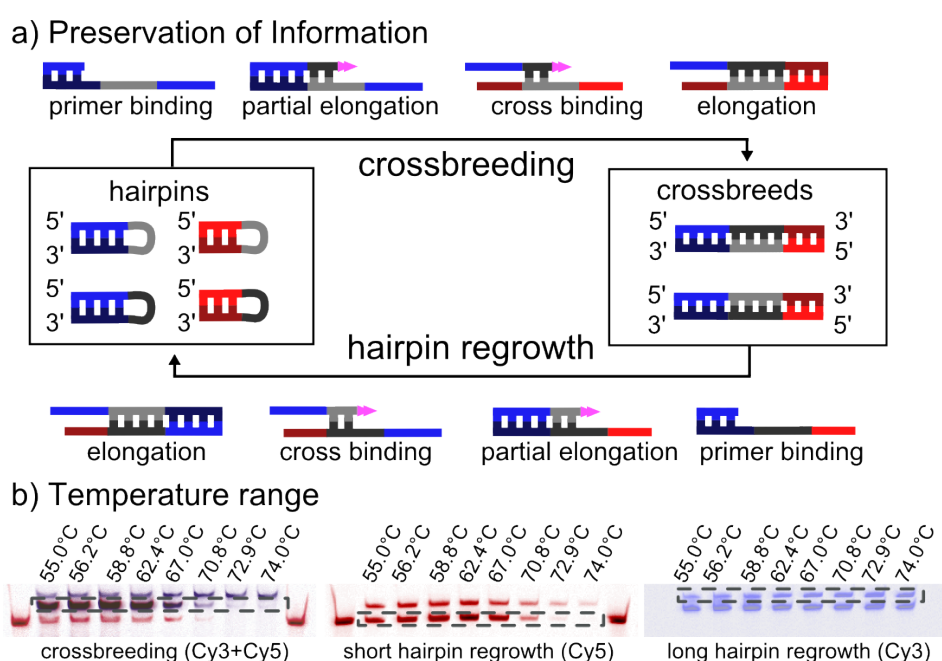 a) Preservation of Information
primer binding
partial elongation
cross binding
elongation
crossbreeding
hairpins
5'
3'
5'
3'
5'
3'
5'
3'
crossbreeds
5'
3'
3'
5'
5'
3'
3'
5'
hairpin regrowth
elongation
cross binding
partial elongation
primer binding
b) Temperature range
55.0°C 56.2°C 58.8°C 62.4°C 67.0°C 70.8°C 72.9°C 74.0°C
55.0°C 56.2°C 58.8°C 62.4°C 67.0°C 70.8°C 72.9°C 74.0°C
55.0°C 56.2°C 58.8°C 62.4°C 67.0°C 70.8°C 72.9°C 74.0°C
crossbreeding (Cy3+Cy5)
short hairpin regrowth (Cy5)
long hairpin regrowth (Cy3)